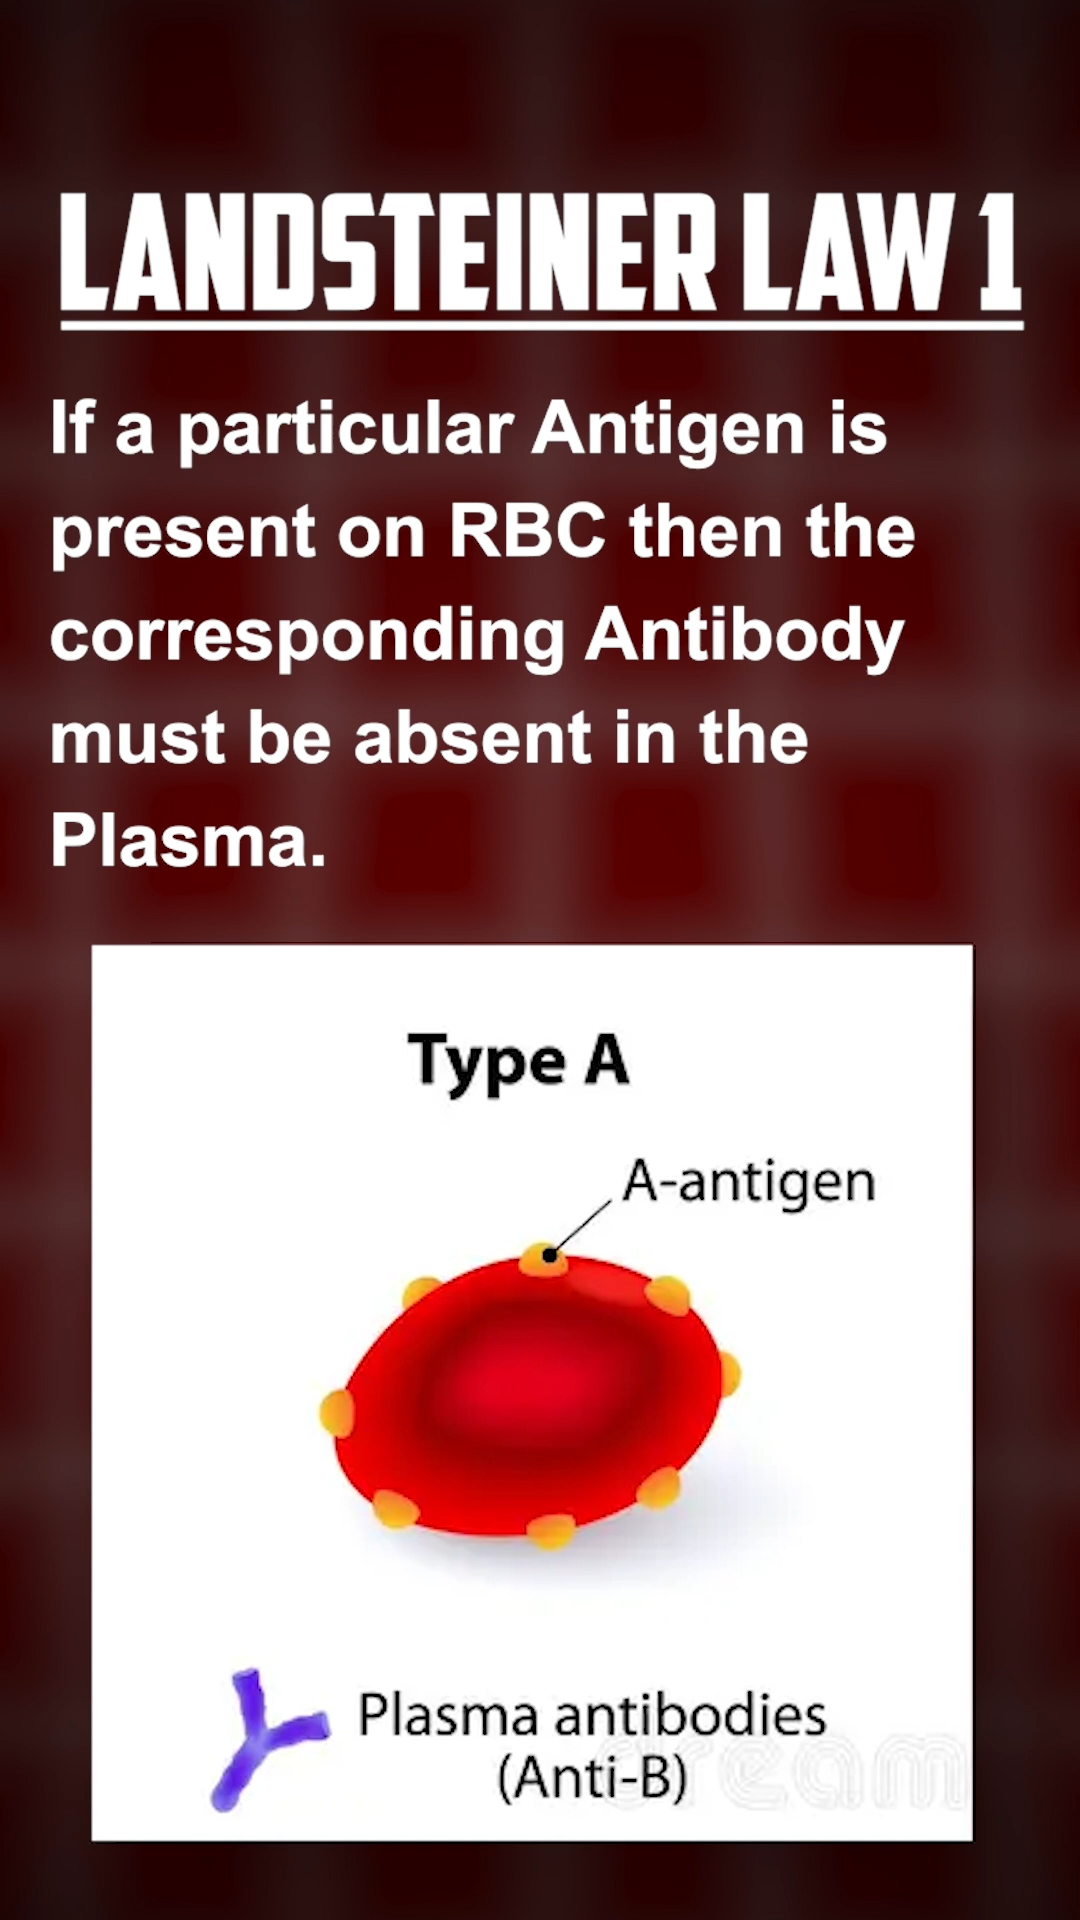 LANDSTEINER LAW 1
If a particular Antigen is
present on RBC then the
corresponding Antibody
must be absent in the
Plasma.
Type A
A-antigen
Plasma antibodies
(Anti-B)
dream